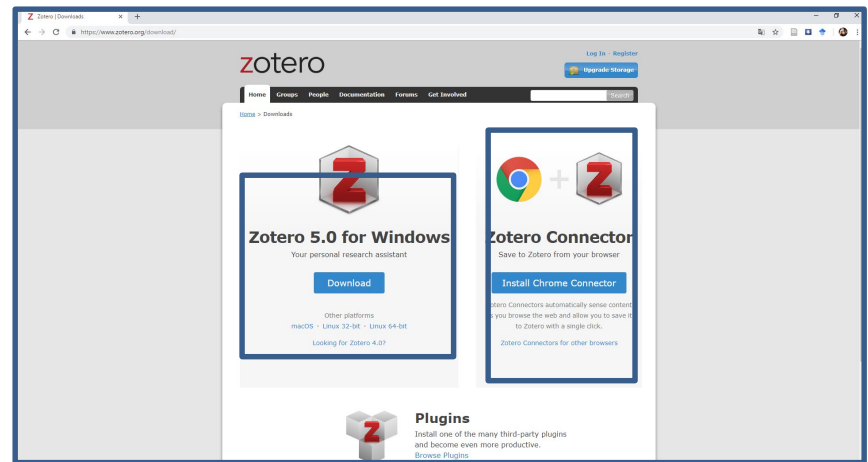 Zotero | Downloads
https://www.zotero.org/download/
zotero
Log In · Register
Upgrade Storage
Home Groups People Documentation Forums Get Involved
Search
Home > Downloads
Zotero 5.0 for Windows
Your personal research assistant
Download
Other platforms
macOS · Linux 32-bit · Linux 64-bit
Looking for Zotero 4.0?
Zotero Connector
Save to Zotero from your browser
Install Chrome Connector
Zotero Connectors automatically sense content
as you browse the web and allow you to save it
to Zotero with a single click.
Zotero Connectors for other browsers
Plugins
Install one of the many third-party plugins
and become even more productive.
Browse Plugins